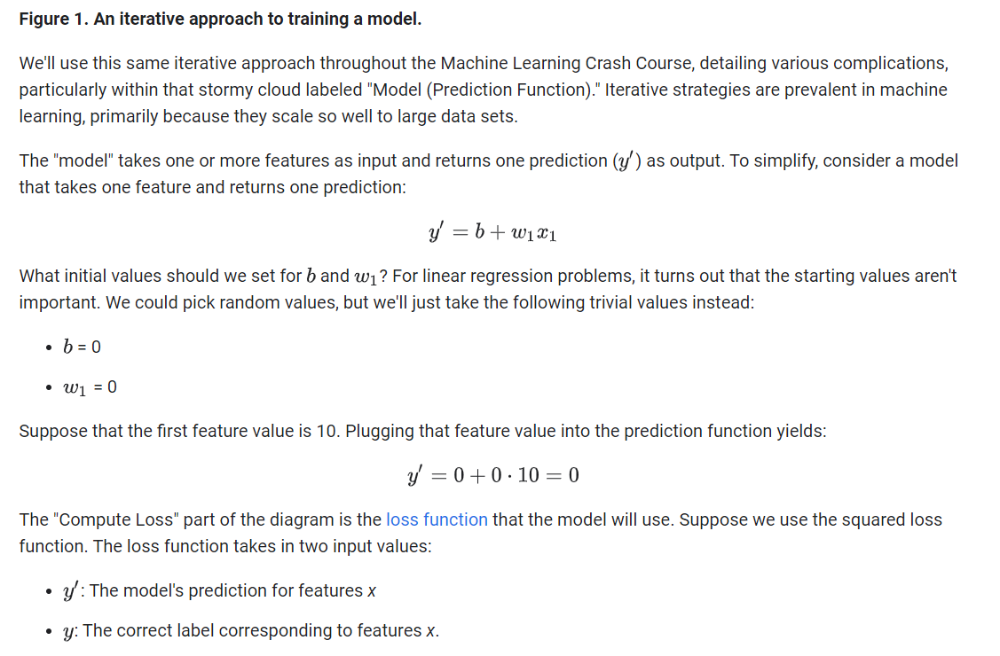 Figure 1. An iterative approach to training a model.
We'll use this same iterative approach throughout the Machine Learning Crash Course, detailing various complications,
particularly within that stormy cloud labeled "Model (Prediction Function)." Iterative strategies are prevalent in machine
learning, primarily because they scale so well to large data sets.
The "model" takes one or more features as input and returns one prediction (y′) as output. To simplify, consider a model
that takes one feature and returns one prediction:
y′ = b + w₁x₁
What initial values should we set for b and w₁? For linear regression problems, it turns out that the starting values aren't
important. We could pick random values, but we'll just take the following trivial values instead:
• b = 0
• w₁ = 0
Suppose that the first feature value is 10. Plugging that feature value into the prediction function yields:
y′ = 0 + 0 · 10 = 0
The "Compute Loss" part of the diagram is the loss function that the model will use. Suppose we use the squared loss
function. The loss function takes in two input values:
• y′: The model's prediction for features x
• y: The correct label corresponding to features x.